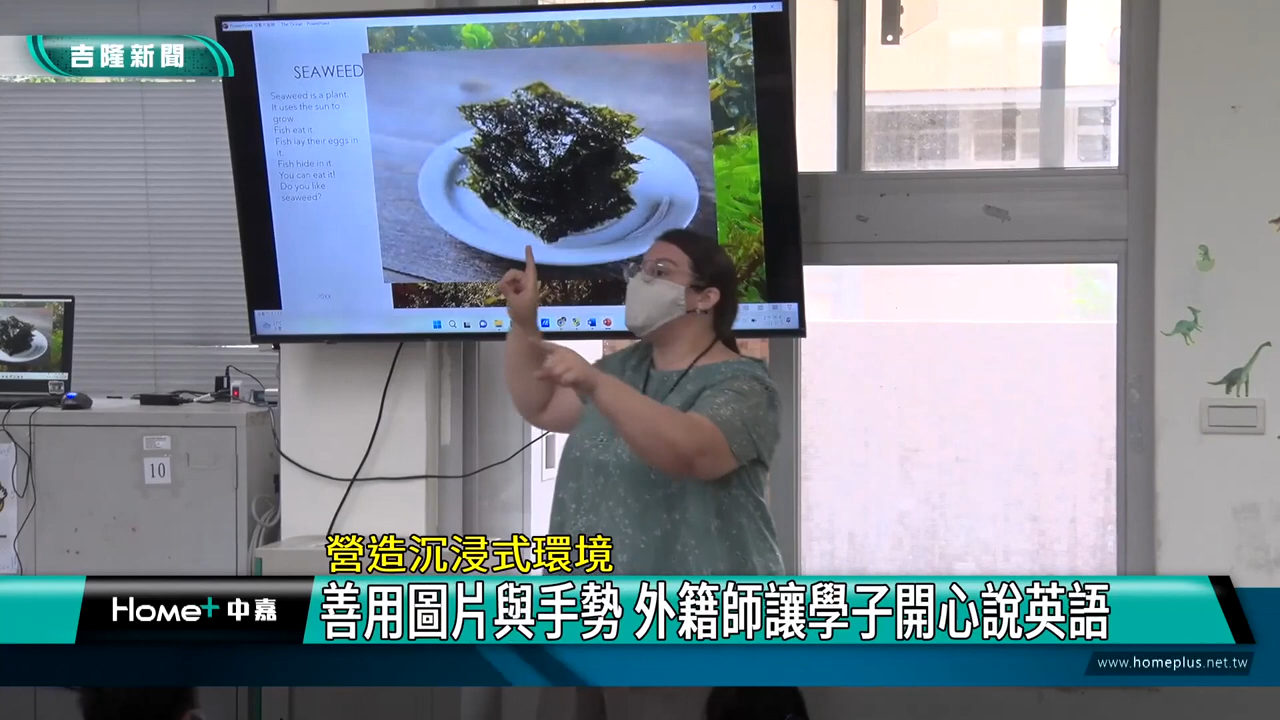 吉隆新聞
SEAWEED
Seaweed is a plant.
It uses the sun to
grow.
Fish eat it
Fish lay their eggs in
it.
Fish hide in it
You can eat it!
Do you like
seaweed?
10
營造沉浸式環境
Home+ 中嘉
善用圖片與手勢 外籍師讓學子開心說英語
www.homeplus.net.tw